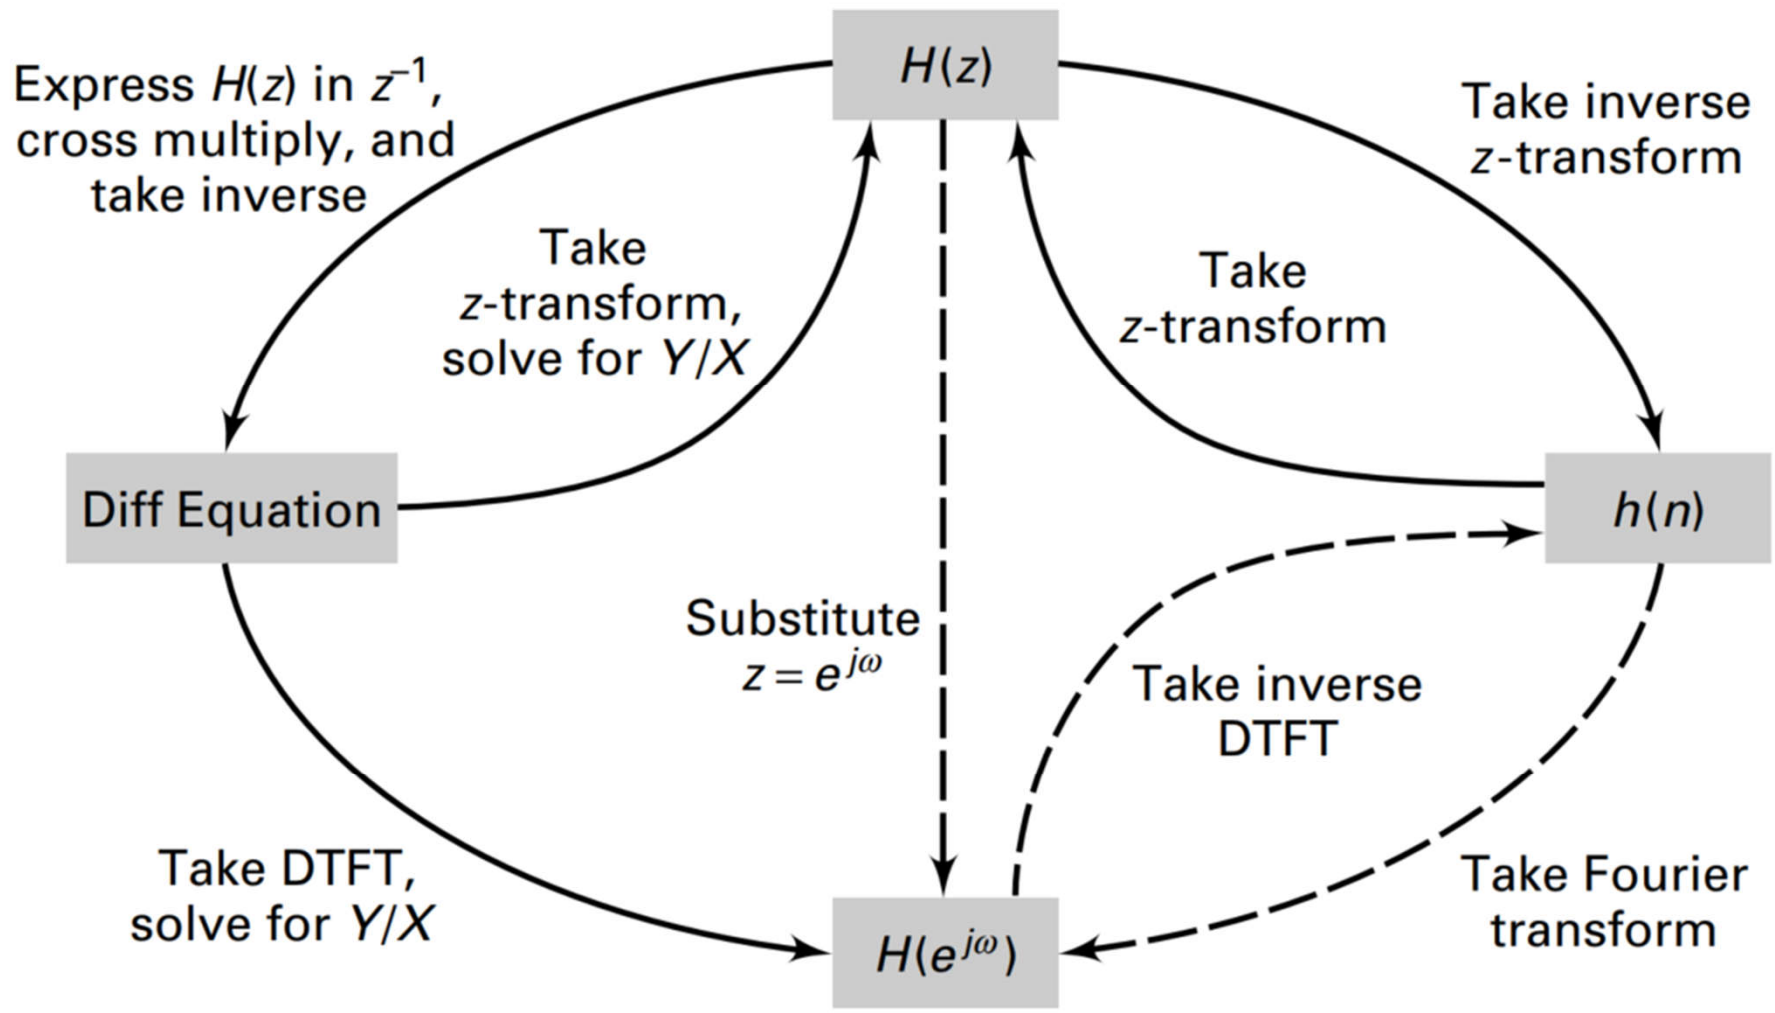 H(z)
Express H(z) in z⁻¹,
cross multiply, and
take inverse
Take inverse
z-transform
Take
z-transform,
solve for Y/X
Take
z-transform
Diff Equation
h(n)
Substitute
z = e^{jω}
Take inverse
DTFT
Take DTFT,
solve for Y/X
Take Fourier
transform
H(e^{jω})